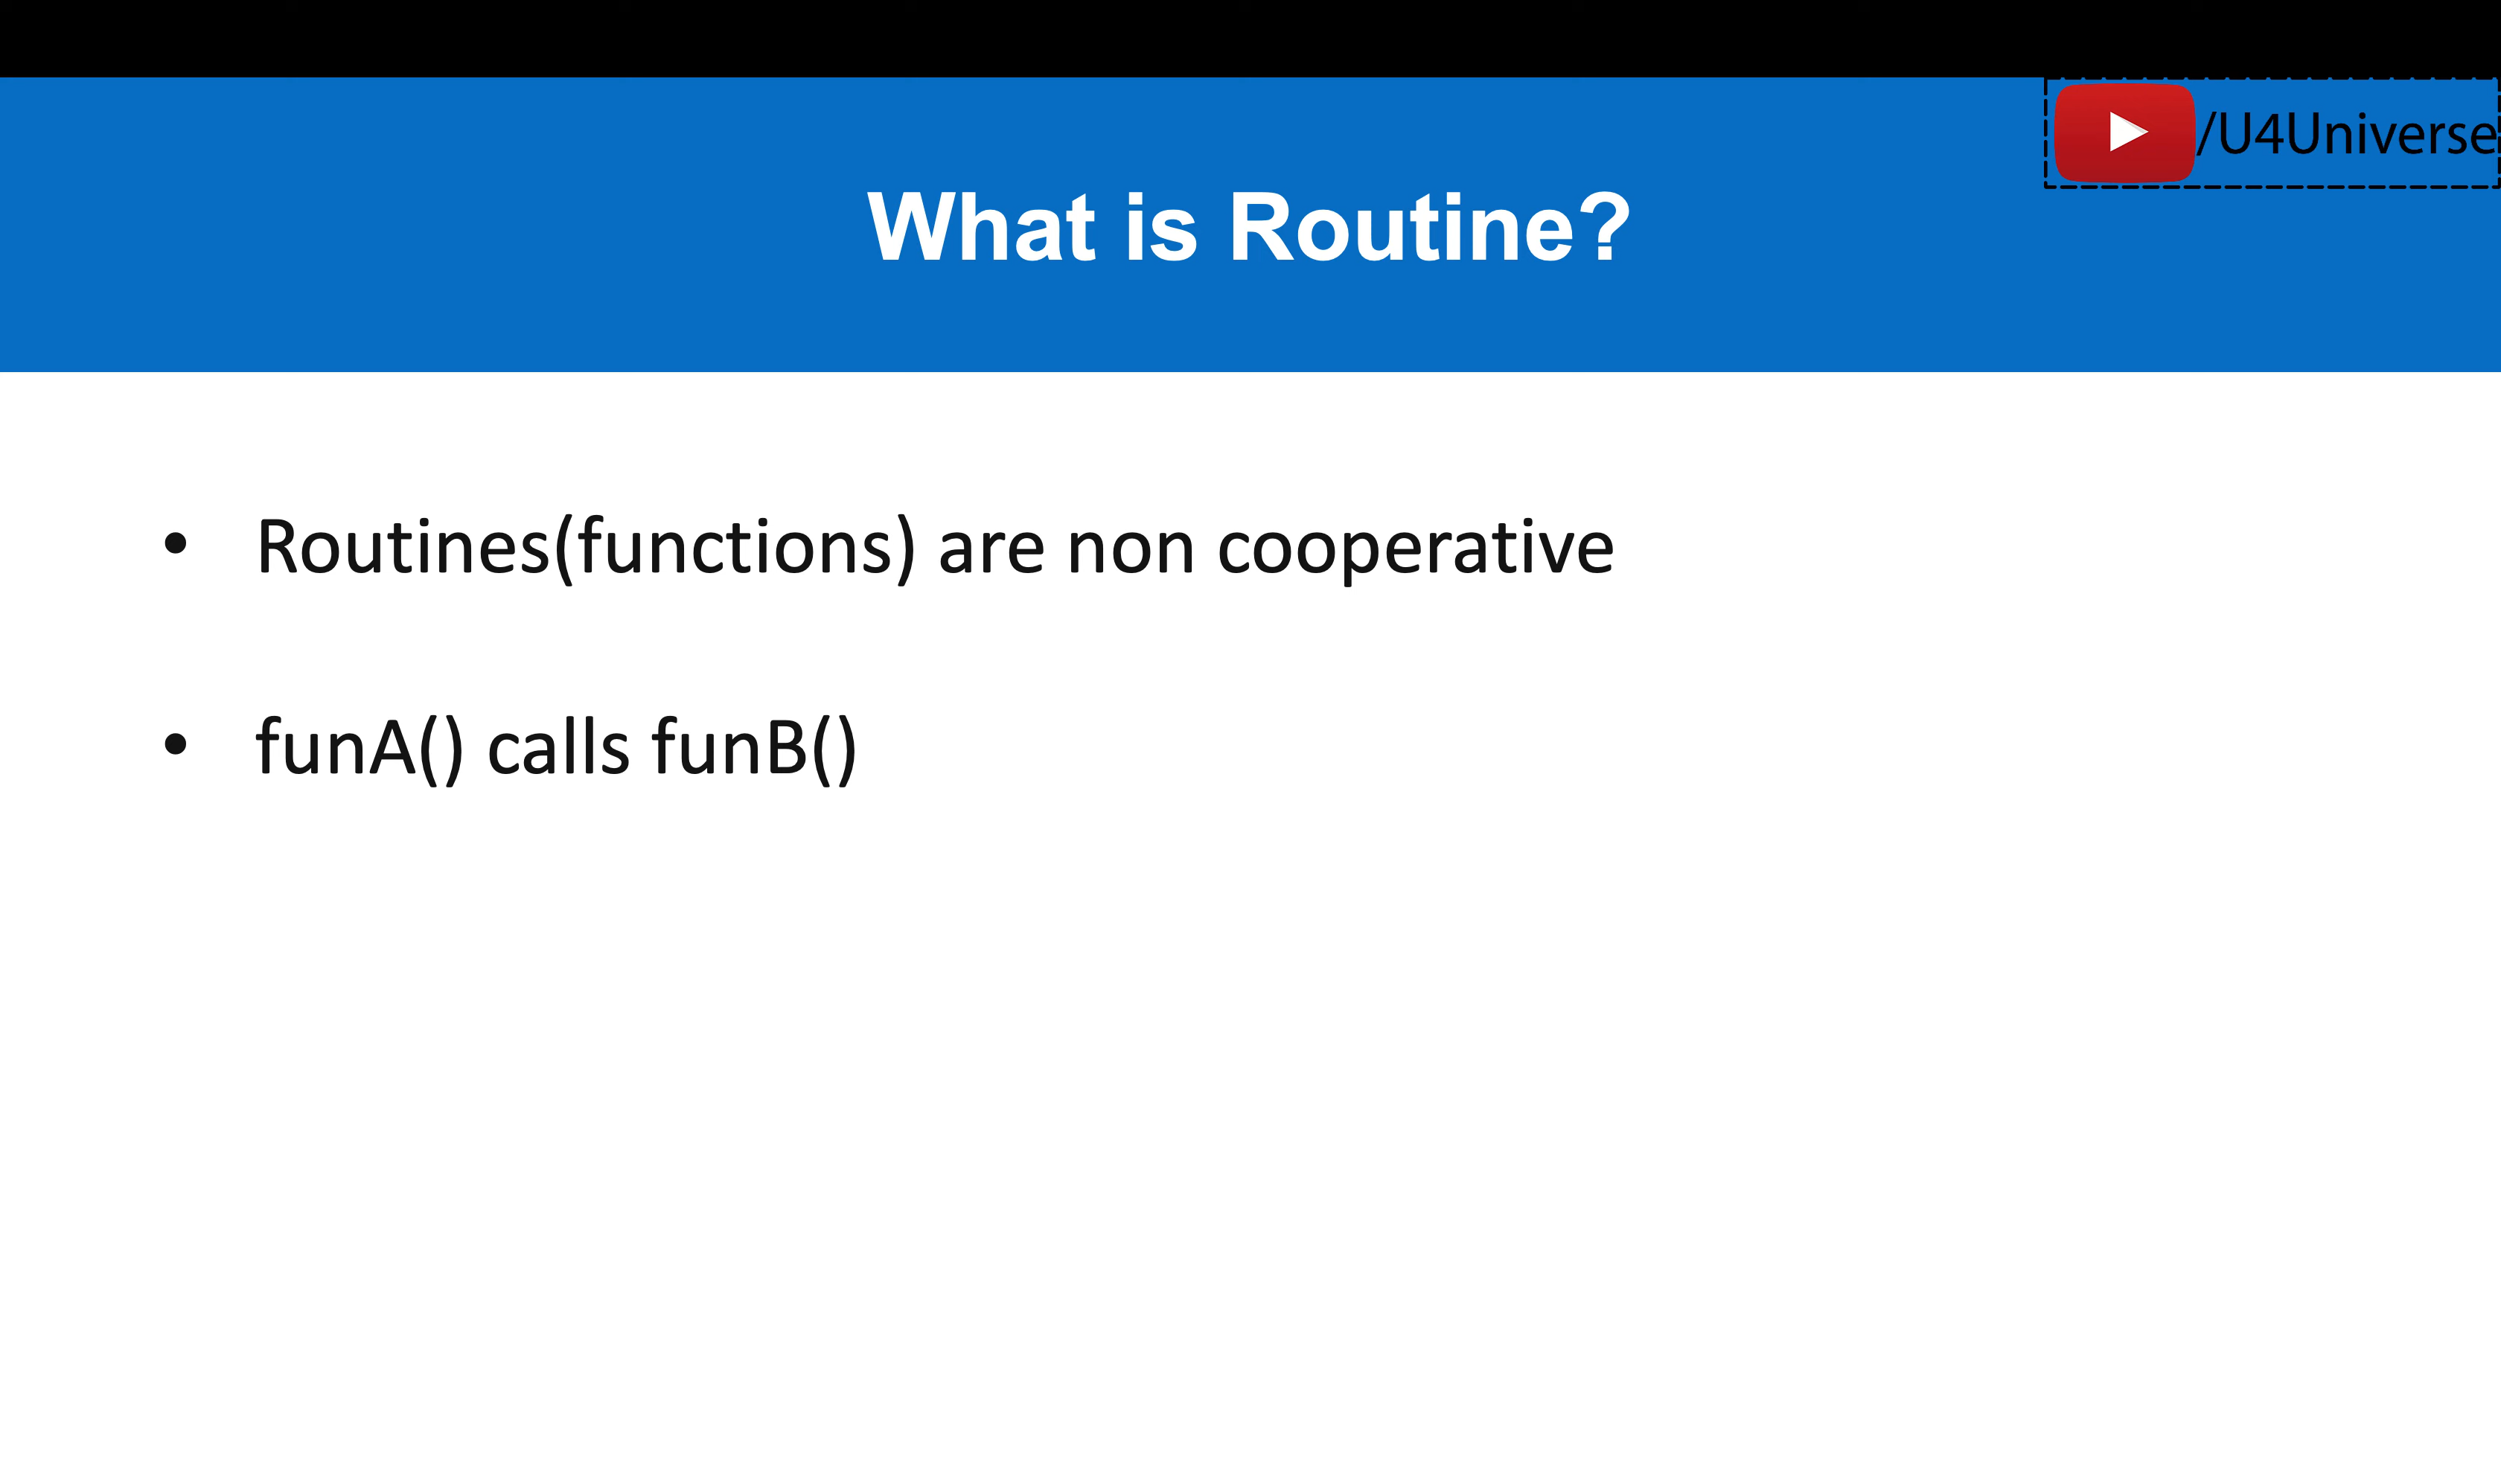 /U4Universe
What is Routine?
• Routines(functions) are non cooperative
• funA() calls funB()